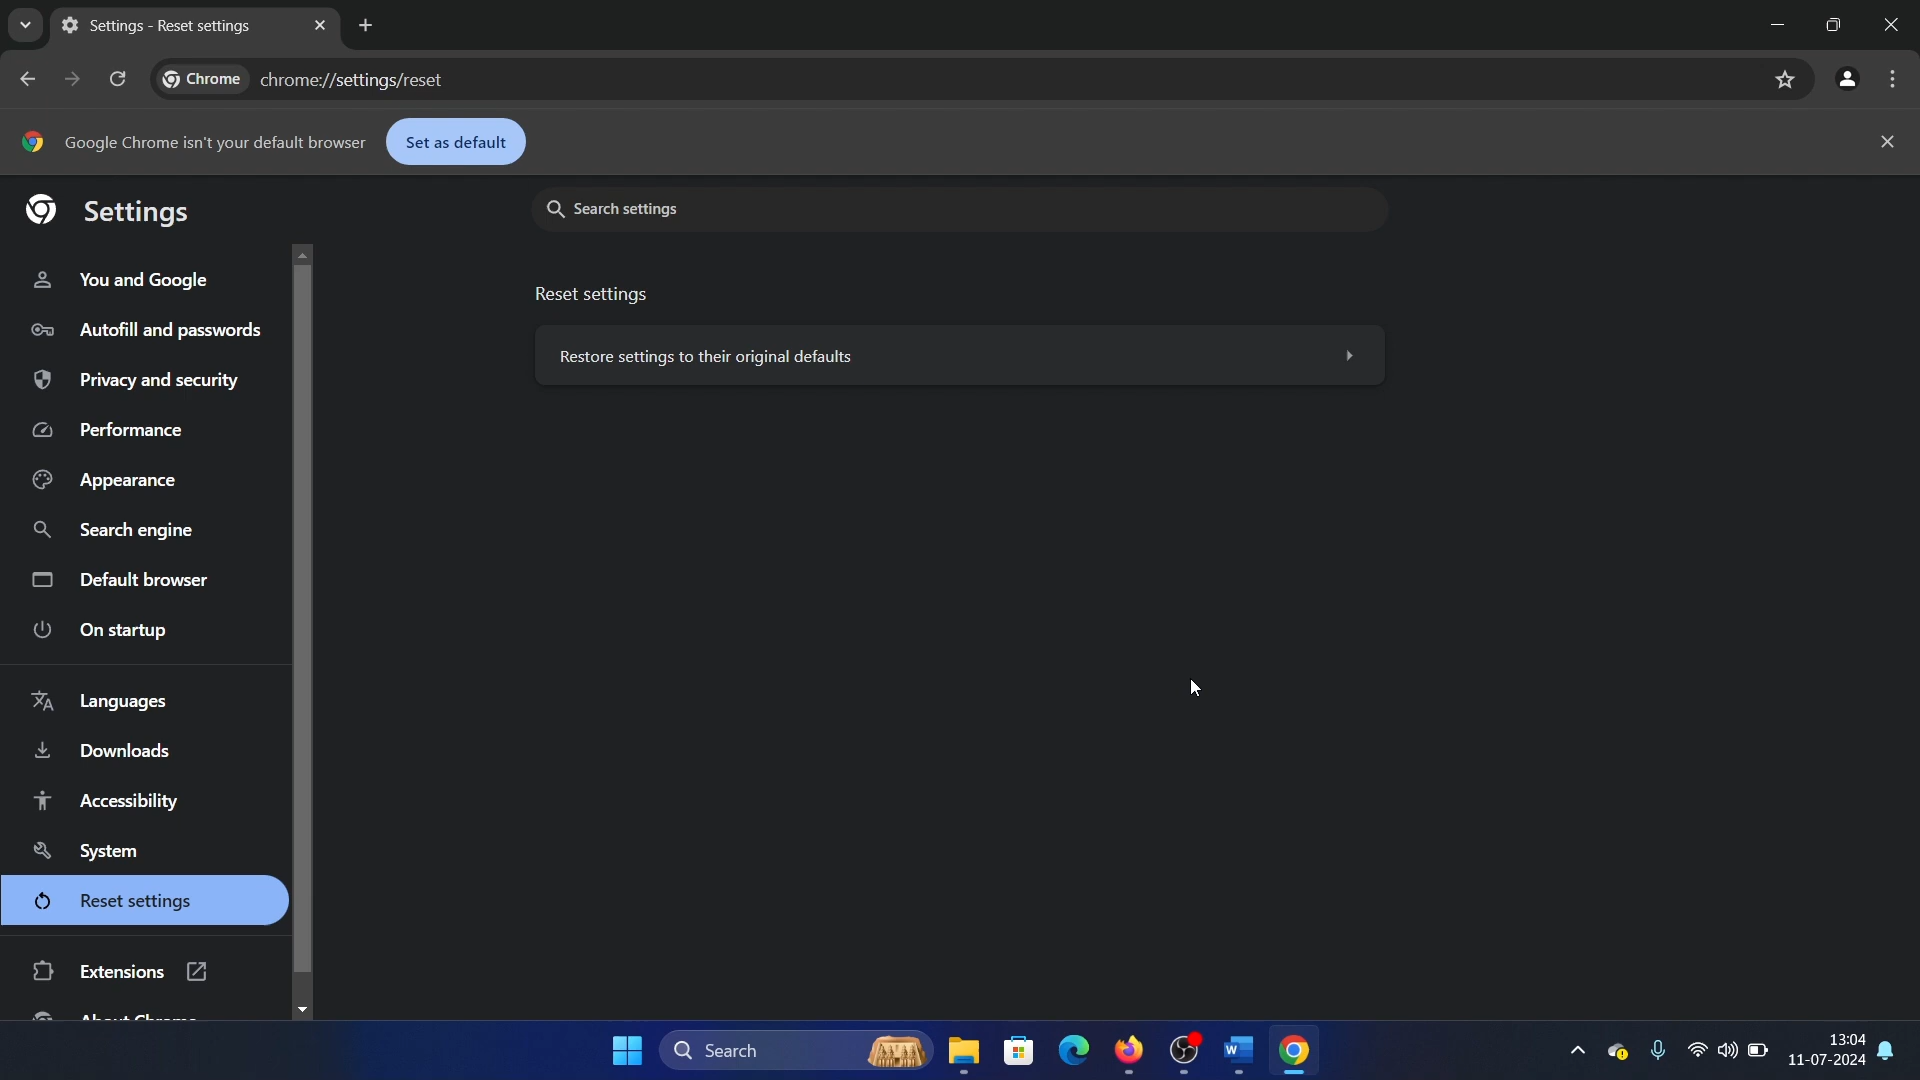 Settings - Reset settings
Chrome
chrome://settings/reset
Google Chrome isn't your default browser
Set as default
Settings
Search settings
You and Google
Autofill and passwords
Privacy and security
Performance
Appearance
Search engine
Default browser
On startup
Languages
Downloads
Accessibility
System
Reset settings
Extensions
About Chrome
Reset settings
Restore settings to their original defaults
Search
W
13:04
11-07-2024